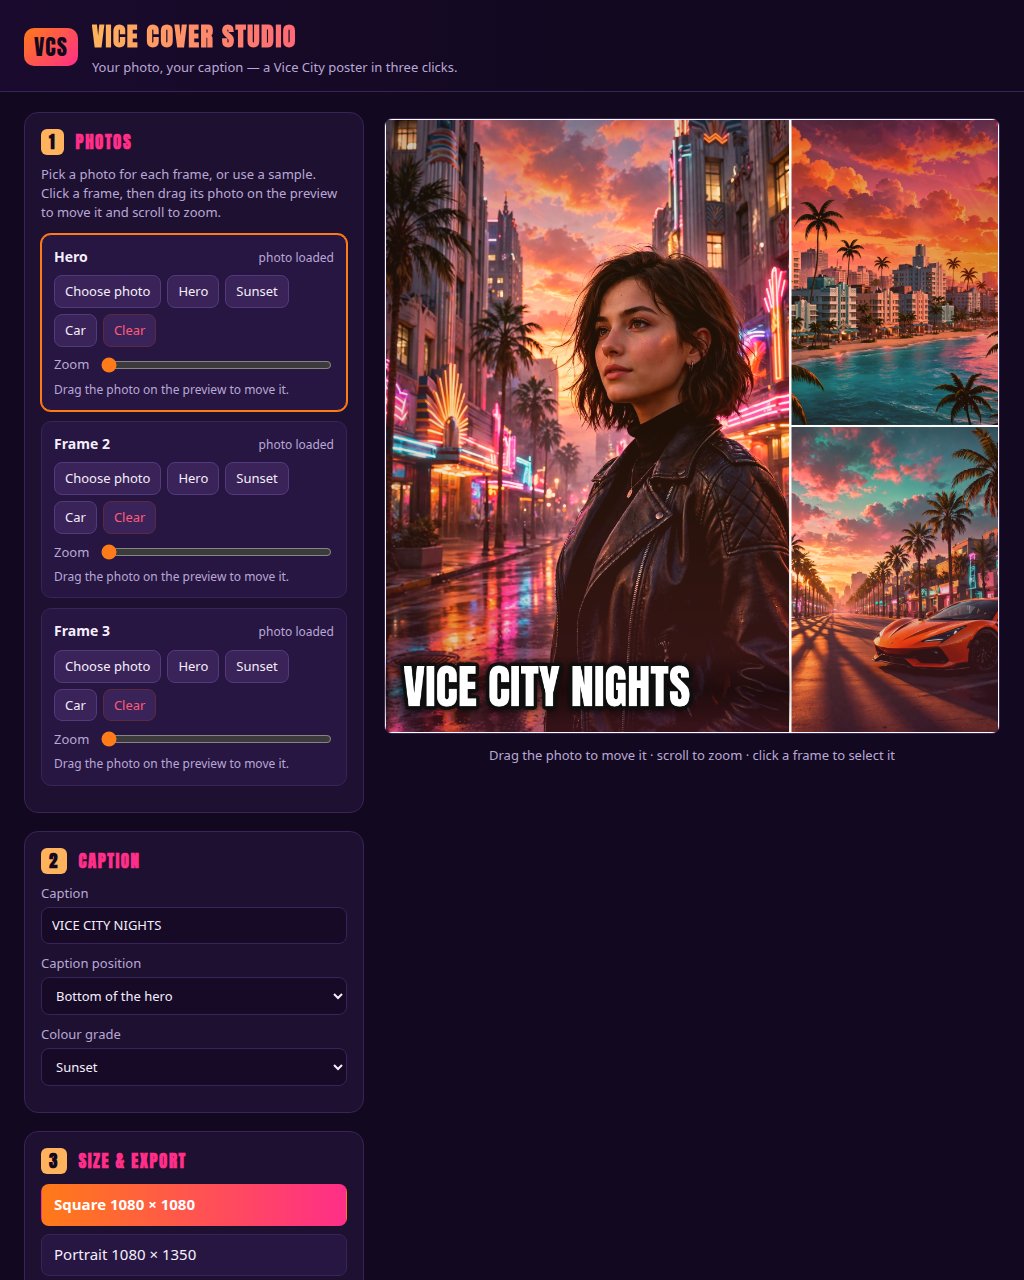 VCS
VICE COVER STUDIO
Your photo, your caption — a Vice City poster in three clicks.
1 PHOTOS
Pick a photo for each frame, or use a sample.
Click a frame, then drag its photo on the preview
to move it and scroll to zoom.
Hero photo loaded
Choose photo Hero Sunset
Car Clear
Zoom
Drag the photo on the preview to move it.
Frame 2 photo loaded
Choose photo Hero Sunset
Car Clear
Zoom
Drag the photo on the preview to move it.
Frame 3 photo loaded
Choose photo Hero Sunset
Car Clear
Zoom
Drag the photo on the preview to move it.
2 CAPTION
Caption
VICE CITY NIGHTS
Caption position
Bottom of the hero
Colour grade
Sunset
3 SIZE & EXPORT
Square 1080 × 1080
Portrait 1080 × 1350
VICE CITY NIGHTS
Drag the photo to move it · scroll to zoom · click a frame to select it